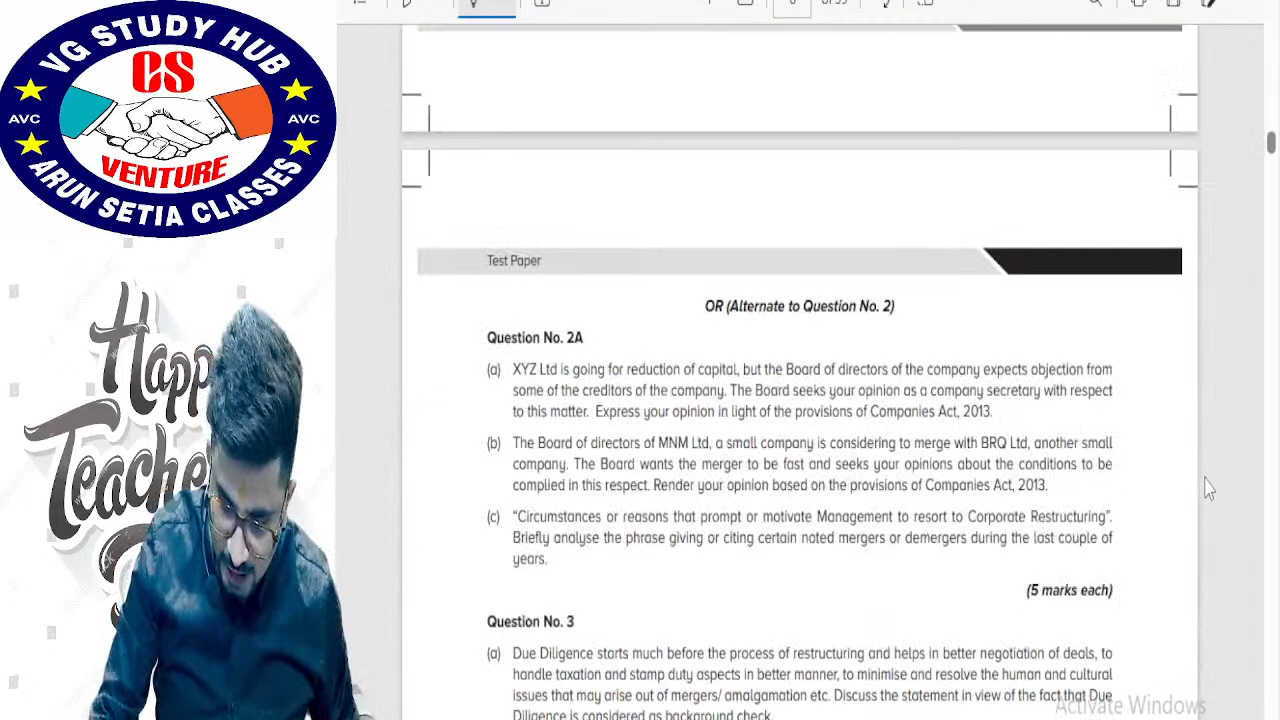 VG STUDY HUB
CS
AVC
AVC
VENTURE
ARUN SETIA CLASSES
Happ
Teache
Test Paper
OR (Alternate to Question No. 2)
Question No. 2A
(a) XYZ Ltd is going for reduction of capital, but the Board of directors of the company expects objection from
some of the creditors of the company. The Board seeks your opinion as a company secretary with respect
to this matter. Express your opinion in light of the provisions of Companies Act, 2013.
(b) The Board of directors of MNM Ltd, a small company is considering to merge with BRQ Ltd, another small
company. The Board wants the merger to be fast and seeks your opinions about the conditions to be
complied in this respect. Render your opinion based on the provisions of Companies Act, 2013.
(c) “Circumstances or reasons that prompt or motivate Management to resort to Corporate Restructuring”.
Briefly analyse the phrase giving or citing certain noted mergers or demergers during the last couple of
years.
(5 marks each)
Question No. 3
(a) Due Diligence starts much before the process of restructuring and helps in better negotiation of deals, to
handle taxation and stamp duty aspects in better manner, to minimise and resolve the human and cultural
issues that may arise out of mergers/ amalgamation etc. Discuss the statement in view of the fact that Due
Diligence is considered as background check.
Activate Windows